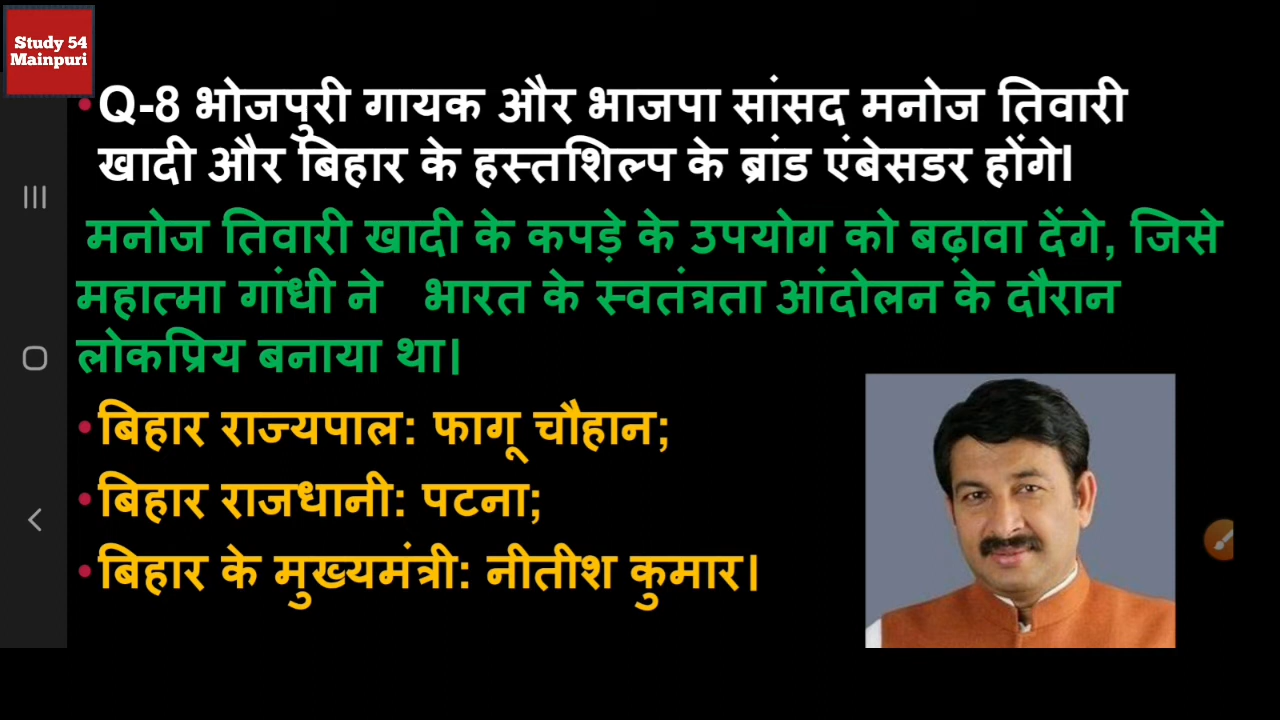 Study 54
Mainpuri
• Q-8 भोजपुरी गायक और भाजपा सांसद मनोज तिवारी
खादी और बिहार के हस्तशिल्प के ब्रांड एंबेसडर होंगे।
मनोज तिवारी खादी के कपड़े के उपयोग को बढ़ावा देंगे, जिसे
महात्मा गांधी ने भारत के स्वतंत्रता आंदोलन के दौरान
लोकप्रिय बनाया था।
• बिहार राज्यपाल: फागू चौहान;
• बिहार राजधानी: पटना;
• बिहार के मुख्यमंत्री: नीतीश कुमार।